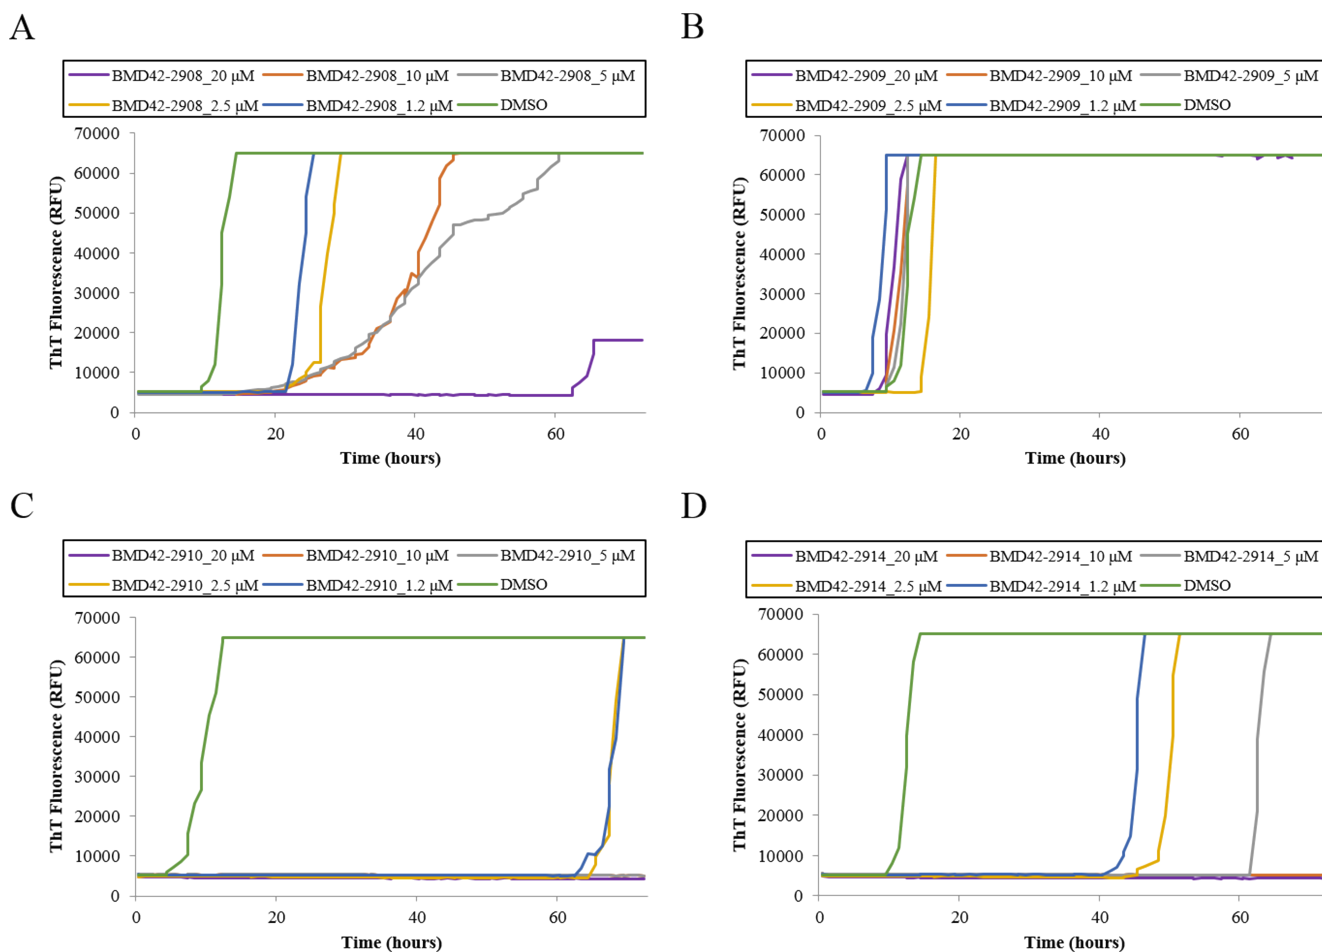 A
BMD42-2908_20 µM BMD42-2908_10 µM BMD42-2908_5 µM
BMD42-2908_2.5 µM BMD42-2908_1.2 µM DMSO
ThT Fluorescence (RFU)
70000
60000
50000
40000
30000
20000
10000
0
0 20 40 60
Time (hours)
B
BMD42-2909_20 µM BMD42-2909_10 µM BMD42-2909_5 µM
BMD42-2909_2.5 µM BMD42-2909_1.2 µM DMSO
ThT Fluorescence (RFU)
70000
60000
50000
40000
30000
20000
10000
0
0 20 40 60
Time (hours)
C
BMD42-2910_20 µM BMD42-2910_10 µM BMD42-2910_5 µM
BMD42-2910_2.5 µM BMD42-2910_1.2 µM DMSO
ThT Fluorescence (RFU)
70000
60000
50000
40000
30000
20000
10000
0
0 20 40 60
Time (hours)
D
BMD42-2914_20 µM BMD42-2914_10 µM BMD42-2914_5 µM
BMD42-2914_2.5 µM BMD42-2914_1.2 µM DMSO
ThT Fluorescence (RFU)
70000
60000
50000
40000
30000
20000
10000
0
0 20 40 60
Time (hours)